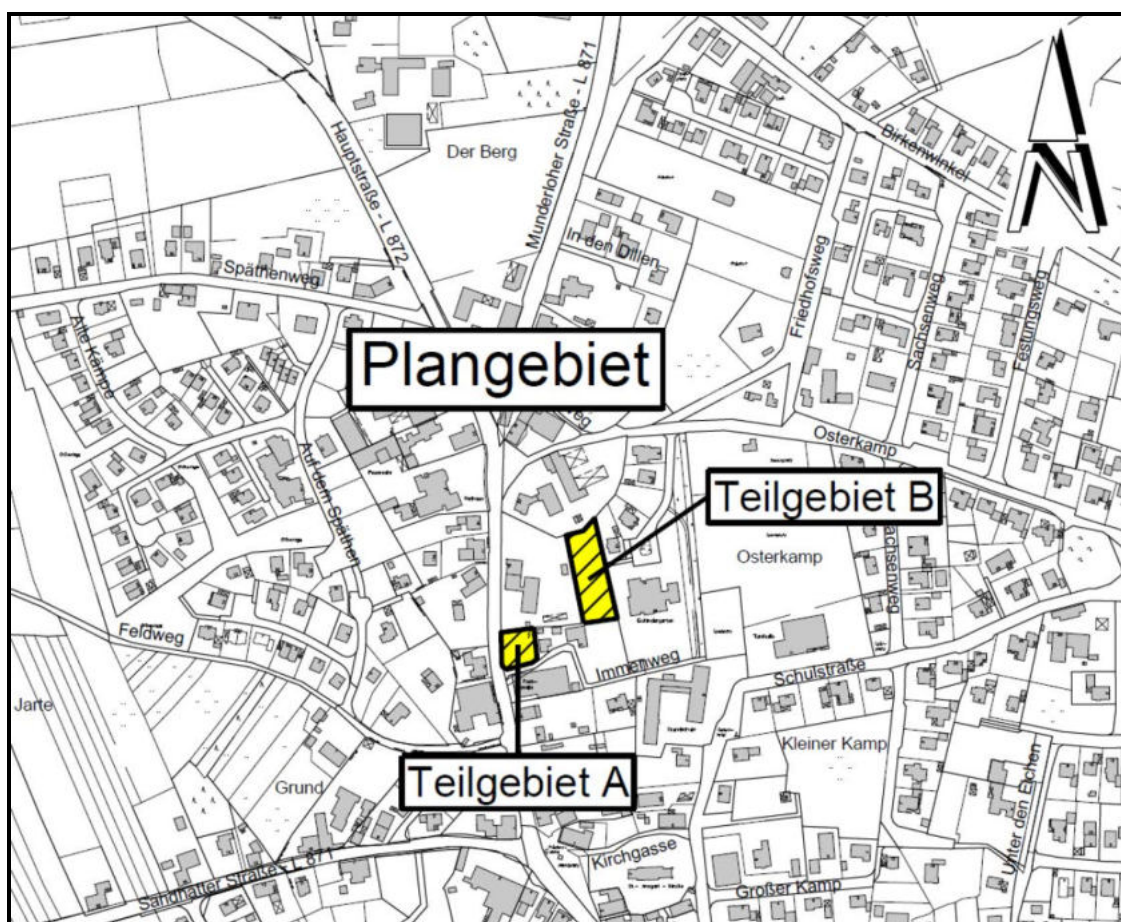 Hauptstraße - L 872
Munderloher Straße - L 871
Der Berg
Birkenwinkel
N
In den Dillen
Späthenweg
Friedhofsweg
Sachsenweg
Festungsweg
Alte Kämpe
Plangebiet
weg
Osterkamp
Auf dem Späthen
Teilgebiet B
Osterkamp
achsenweg
Feldweg
Immenweg
Schulstraße
Jarte
Kleiner Kamp
Grund
Teilgebiet A
Unter den Eichen
Kirchgasse
Sandhatter Straße - L 871
Großer Kamp